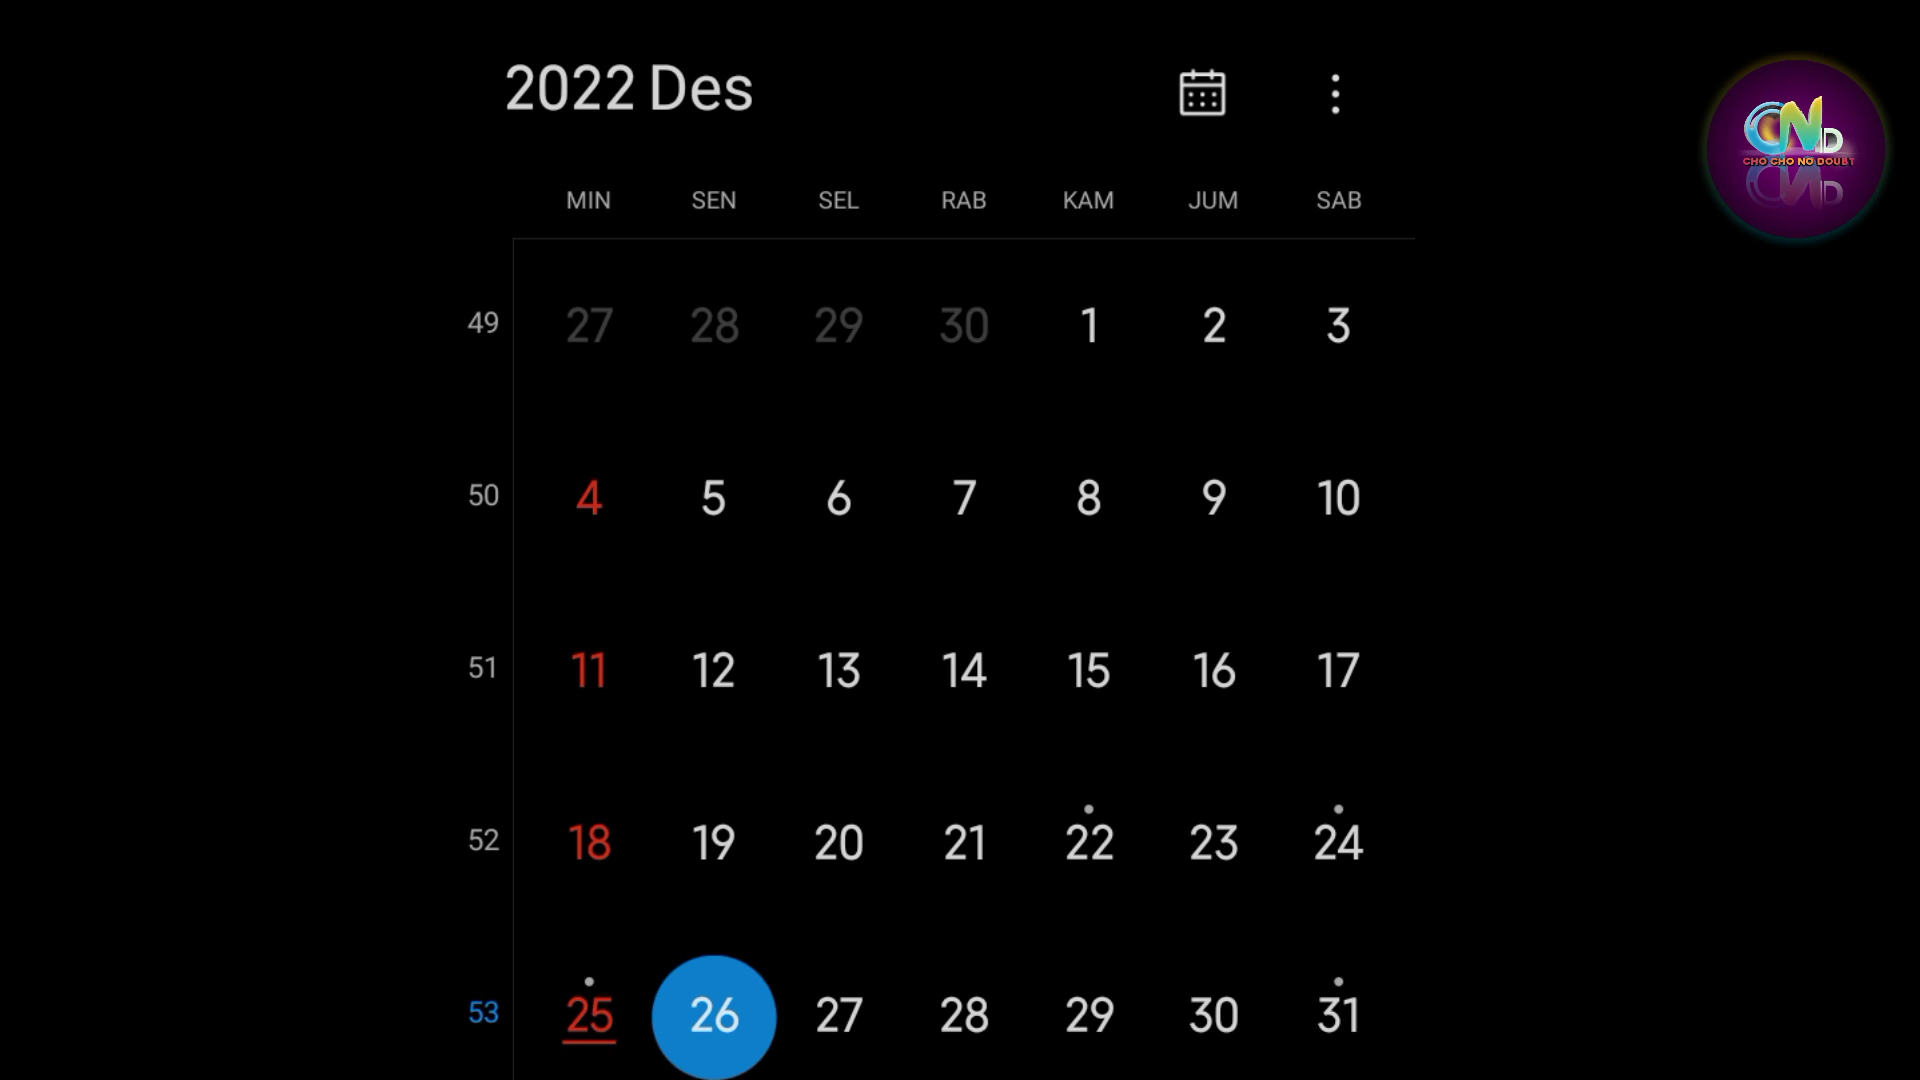 2022 Des
CND
CHO CHO NO DOUBT
MIN SEN SEL RAB KAM JUM SAB
49 27 28 29 30 1 2 3
50 4 5 6 7 8 9 10
51 11 12 13 14 15 16 17
52 18 19 20 21 22 23 24
53 25 26 27 28 29 30 31